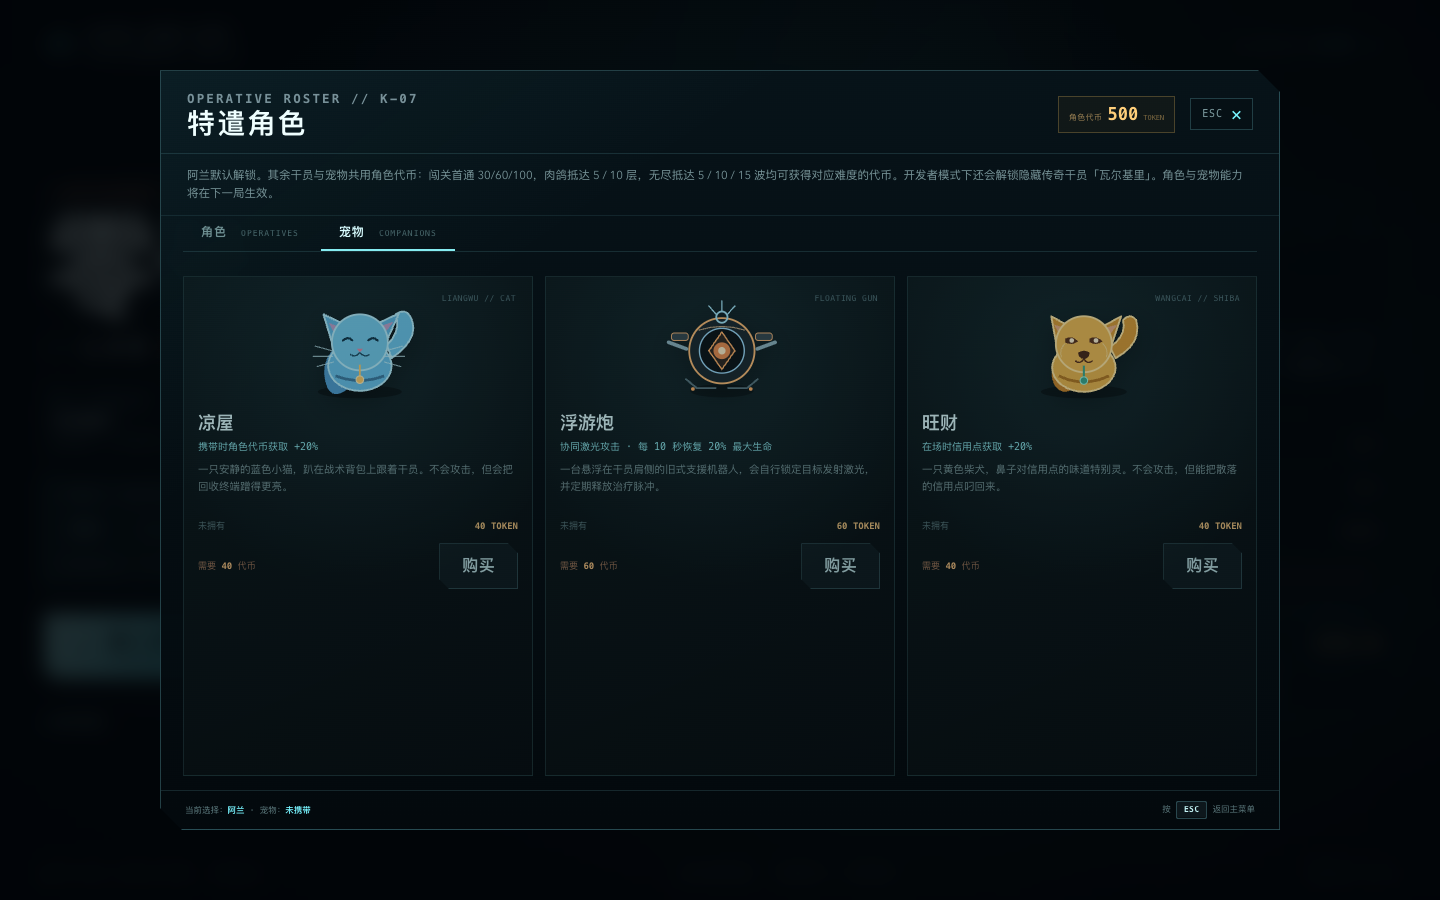 OPERATIVE ROSTER // K-07
特遣角色
角色代币 500 TOKEN
ESC ×
阿兰默认解锁。其余干员与宠物共用角色代币：闯关首通 30/60/100，肉鸽抵达 5 / 10 层，无尽抵达 5 / 10 / 15 波均可获得对应难度的代币。开发者模式下还会解锁隐藏传奇干员「瓦尔基里」。角色与宠物能力
将在下一局生效。
角色 OPERATIVES
宠物 COMPANIONS
LIANGWU // CAT
凉屋
携带时角色代币获取 +20%
一只安静的蓝色小猫，趴在战术背包上跟着干员。不会攻击，但会把
回收终端蹭得更亮。
未拥有 40 TOKEN
需要 40 代币 购买
FLOATING GUN
浮游炮
协同激光攻击 · 每 10 秒恢复 20% 最大生命
一台悬浮在干员肩侧的旧式支援机器人，会自行锁定目标发射激光，
并定期释放治疗脉冲。
未拥有 60 TOKEN
需要 60 代币 购买
WANGCAI // SHIBA
旺财
在场时信用点获取 +20%
一只黄色柴犬，鼻子对信用点的味道特别灵。不会攻击，但能把散落
的信用点叼回来。
未拥有 40 TOKEN
需要 40 代币 购买
当前选择：阿兰 · 宠物：未携带
按 ESC 返回主菜单